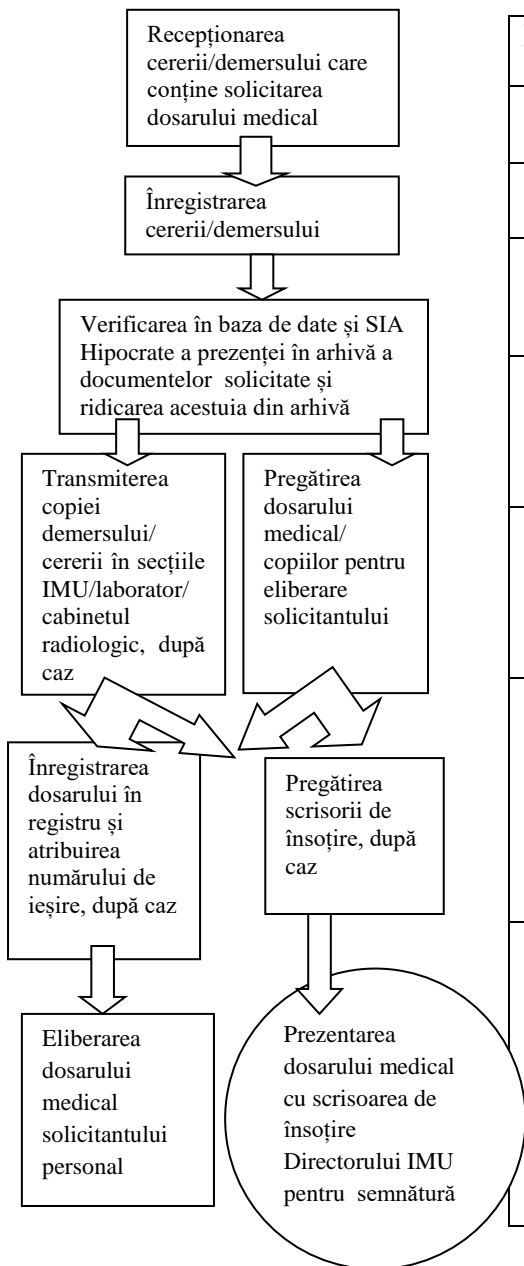 Recepționarea
cererii/demersului care
conține solicitarea
dosarului medical
Înregistrarea
cererii/demersului
Verificarea în baza de date și SIA
Hipocrate a prezenței în arhivă a
documentelor solicitate și
ridicarea acestuia din arhivă
Transmiterea
copiei
demersului/
cererii în secțiile
IMU/laborator/
cabinetul
radiologic, după
caz
Pregătirea
dosarului
medical/
copiilor pentru
eliberare
solicitantului
Înregistrarea
dosarului în
registru și
atribuirea
numărului de
ieșire, după caz
Pregătirea
scrisorii de
însoțire, după
caz
Eliberarea
dosarului
medical
solicitantului
personal
Prezentarea
dosarului medical
cu scrisoarea de
însoțire
Directorului IMU
pentru semnătură